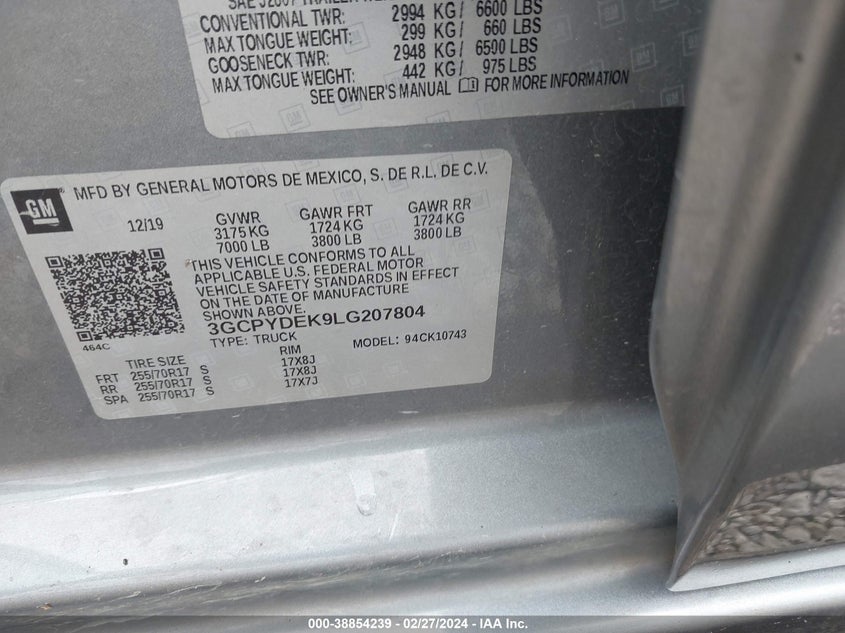 SAE J2807 TRAILER
CONVENTIONAL TWR: 2994 KG/ 6600 LBS
MAX TONGUE WEIGHT: 299 KG/ 660 LBS
GOOSENECK TWR: 2948 KG/ 6500 LBS
MAX TONGUE WEIGHT: 442 KG/ 975 LBS
SEE OWNER'S MANUAL FOR MORE INFORMATION
GM
MFD BY GENERAL MOTORS DE MEXICO, S. DE R.L. DE C.V.
12/19 GVWR GAWR FRT GAWR RR
3175 KG 1724 KG 1724 KG
7000 LB 3800 LB 3800 LB
THIS VEHICLE CONFORMS TO ALL
APPLICABLE U.S. FEDERAL MOTOR
VEHICLE SAFETY STANDARDS IN EFFECT
ON THE DATE OF MANUFACTURE
SHOWN ABOVE.
3GCPYDEK9LG207804
TYPE: TRUCK MODEL: 94CK10743
464C
TIRE SIZE RIM
FRT 255/70R17 S 17X8J
RR 255/70R17 S 17X8J
SPA 255/70R17 S 17X7J
000-38854239 - 02/27/2024 - IAA Inc.